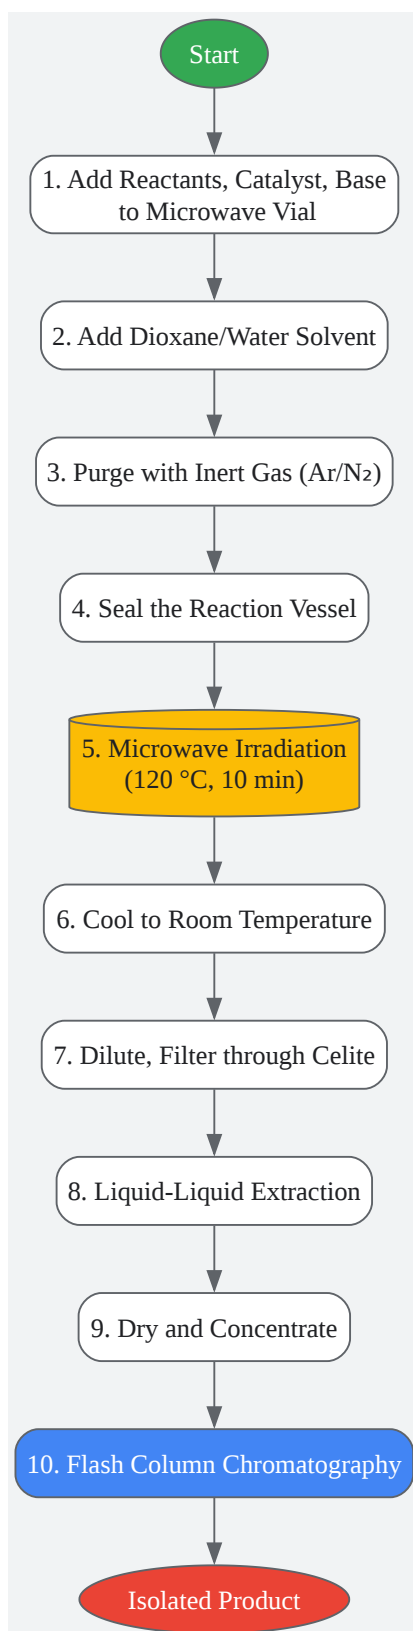 Start
1. Add Reactants, Catalyst, Base
to Microwave Vial
2. Add Dioxane/Water Solvent
3. Purge with Inert Gas (Ar/N₂)
4. Seal the Reaction Vessel
5. Microwave Irradiation
(120 °C, 10 min)
6. Cool to Room Temperature
7. Dilute, Filter through Celite
8. Liquid-Liquid Extraction
9. Dry and Concentrate
10. Flash Column Chromatography
Isolated Product